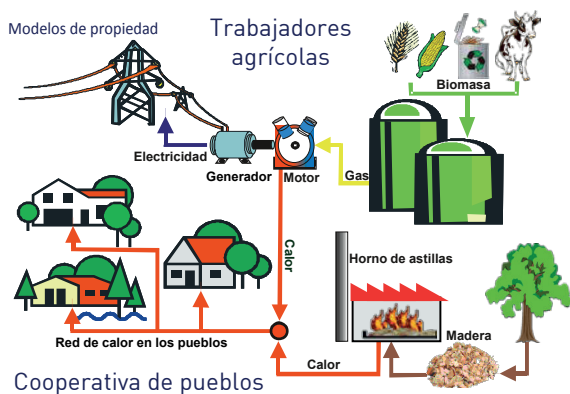 Modelos de propiedad
Trabajadores
agrícolas
Biomasa
Electricidad
Generador
Motor
Gas
Calor
Horno de astillas
Madera
Red de calor en los pueblos
Calor
Cooperativa de pueblos